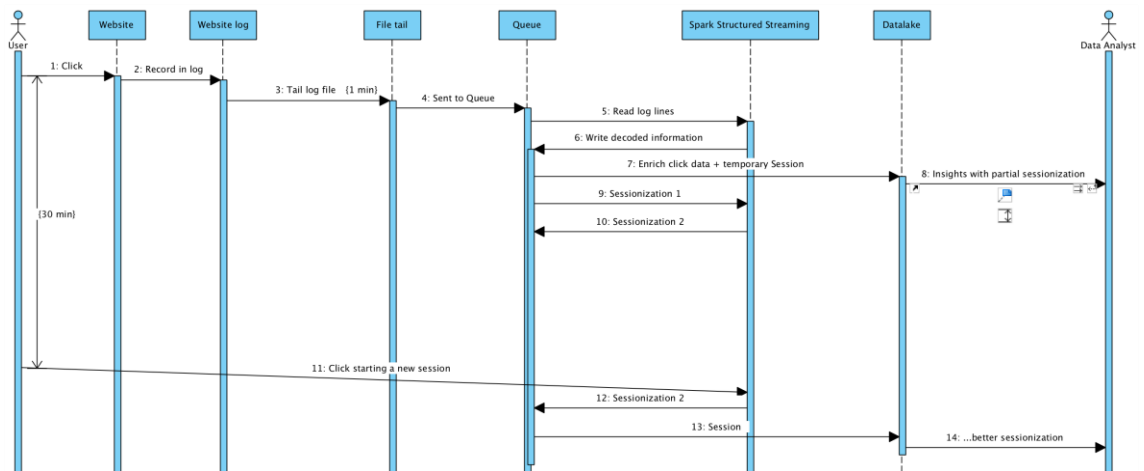 Website
Website log
File tail
Queue
Spark Structured Streaming
Datalake
User
Data Analyst
1: Click
2: Record in log
3: Tail log file {1 min}
4: Sent to Queue
5: Read log lines
6: Write decoded information
7: Enrich click data + temporary Session
8: Insights with partial sessionization
9: Sessionization 1
{30 min}
10: Sessionization 2
11: Click starting a new session
12: Sessionization 2
13: Session
14: ...better sessionization